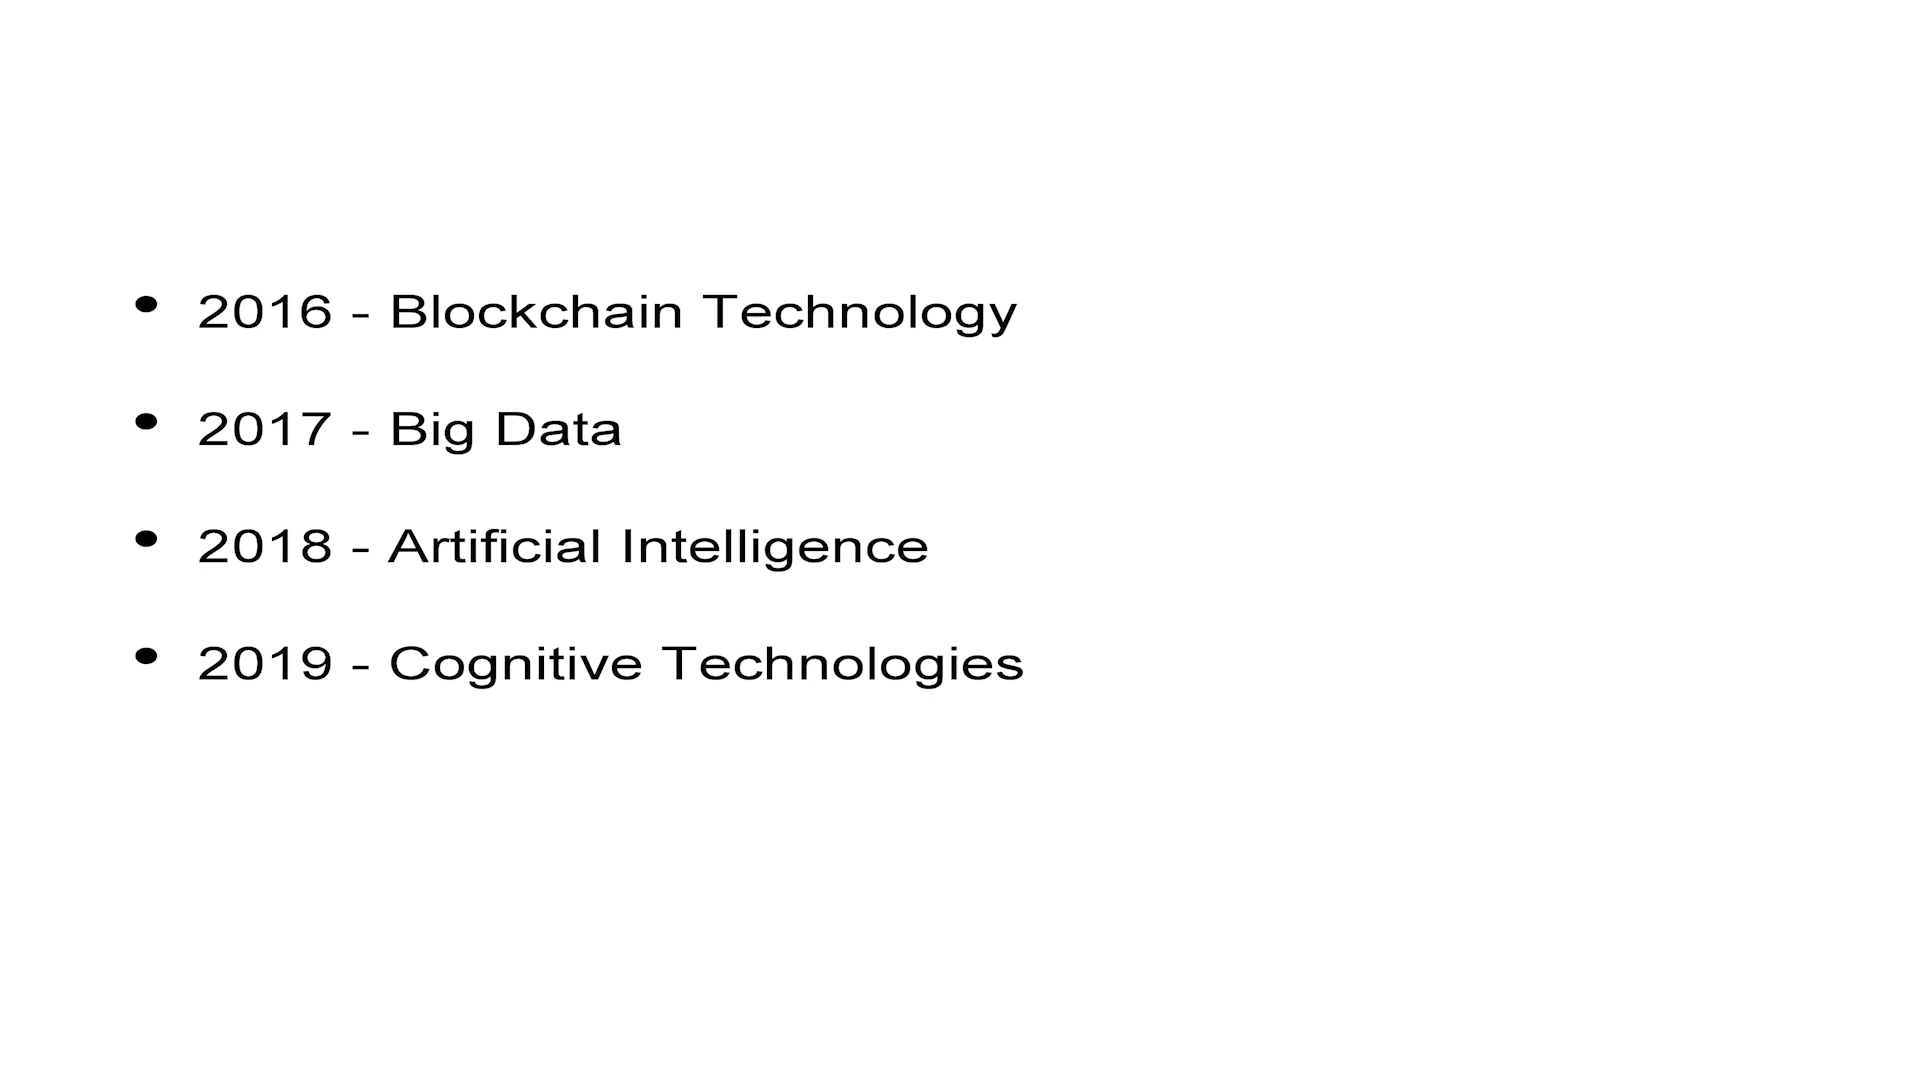 • 2016 - Blockchain Technology
• 2017 - Big Data
• 2018 - Artificial Intelligence
• 2019 - Cognitive Technologies